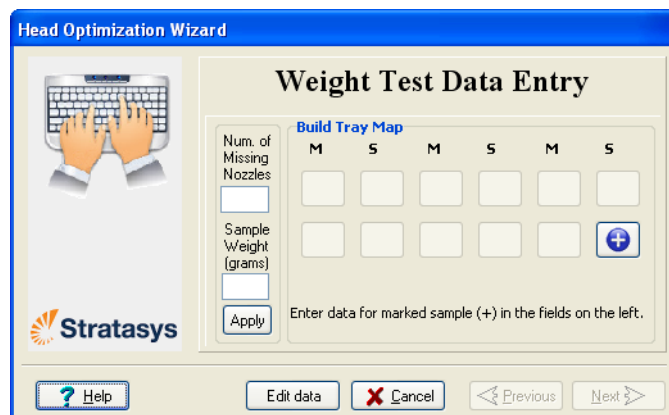 Head Optimization Wizard
Weight Test Data Entry
Build Tray Map
Num. of
Missing
Nozzles
M S M S M S
Sample
Weight
(grams)
Apply
Enter data for marked sample (+) in the fields on the left.
Stratasys
? Help
Edit data
Cancel
Previous
Next